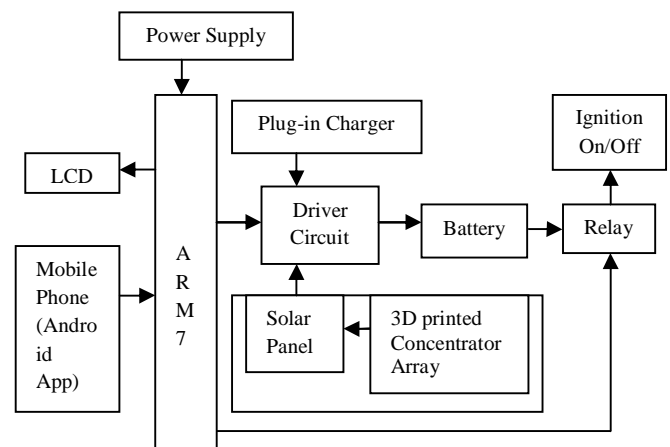 Power Supply
Plug-in Charger
Ignition
On/Off
LCD
Driver
Circuit
Battery
Relay
A
R
M
7
Mobile
Phone
(Andro
id
App)
Solar
Panel
3D printed
Concentrator
Array